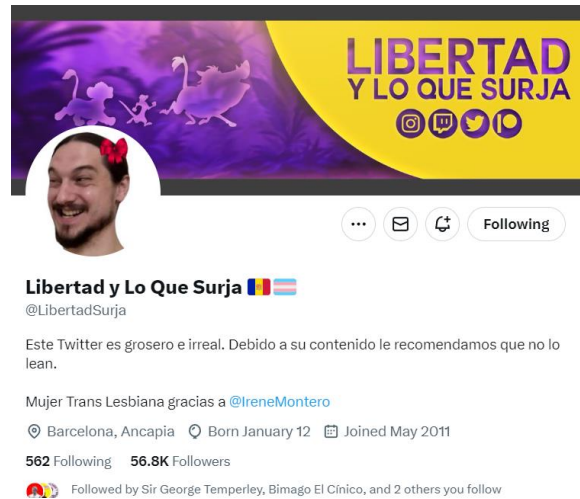 LIBERTAD
Y LO QUE SURJA
Following
Libertad y Lo Que Surja
@LibertadSurja
Este Twitter es grosero e irreal. Debido a su contenido le recomendamos que no lo
lean.
Mujer Trans Lesbiana gracias a @IreneMontero
Barcelona, Ancapia Born January 12 Joined May 2011
562 Following 56.8K Followers
Followed by Sir George Temperley, Bimago El Cínico, and 2 others you follow